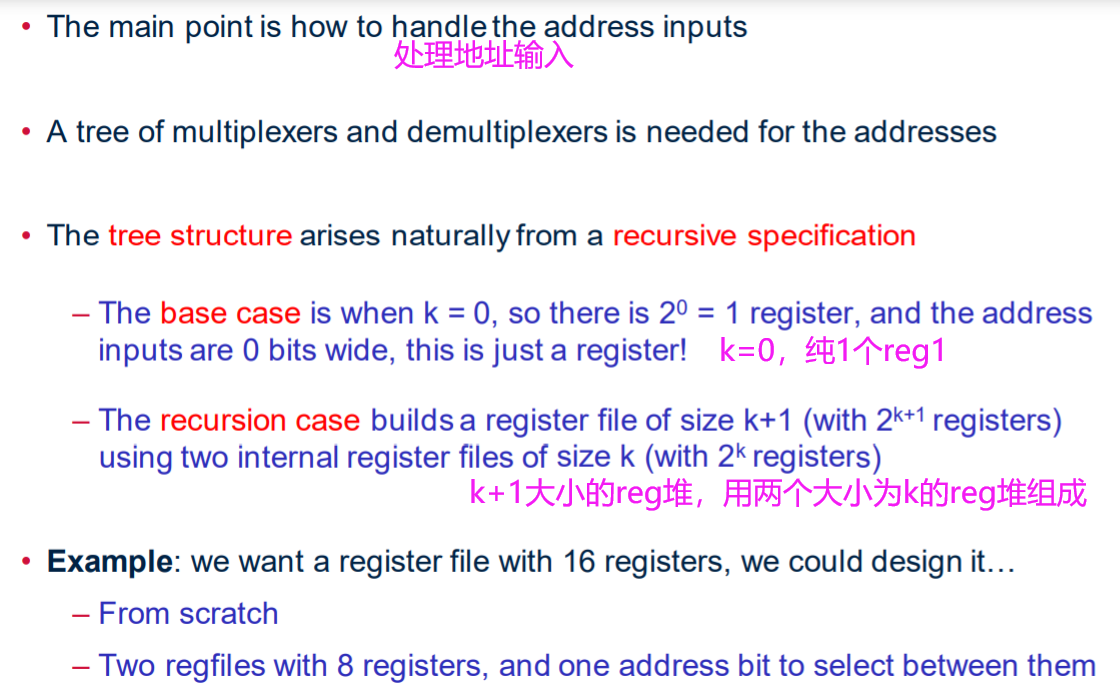 • The main point is how to handle the address inputs
处理地址输入
• A tree of multiplexers and demultiplexers is needed for the addresses
• The tree structure arises naturally from a recursive specification
– The base case is when k = 0, so there is 2⁰ = 1 register, and the address
inputs are 0 bits wide, this is just a register! k=0，纯1个reg1
– The recursion case builds a register file of size k+1 (with 2ᵏ⁺¹ registers)
using two internal register files of size k (with 2ᵏ registers)
k+1大小的reg堆，用两个大小为k的reg堆组成
• Example: we want a register file with 16 registers, we could design it…
– From scratch
– Two regfiles with 8 registers, and one address bit to select between them